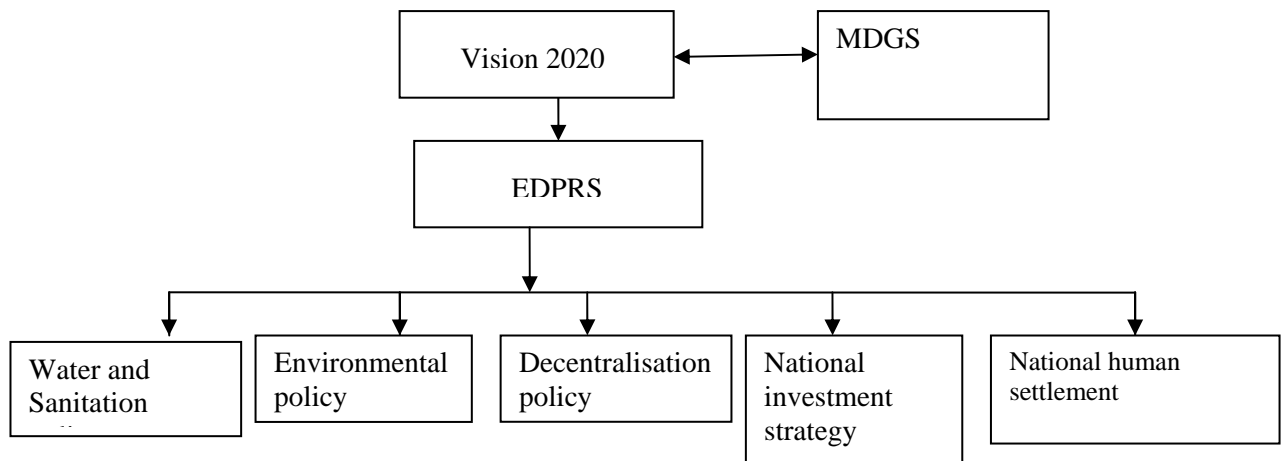 Vision 2020
MDGS
EDPRS
Water and
Sanitation
Environmental
policy
Decentralisation
policy
National
investment
strategy
National human
settlement